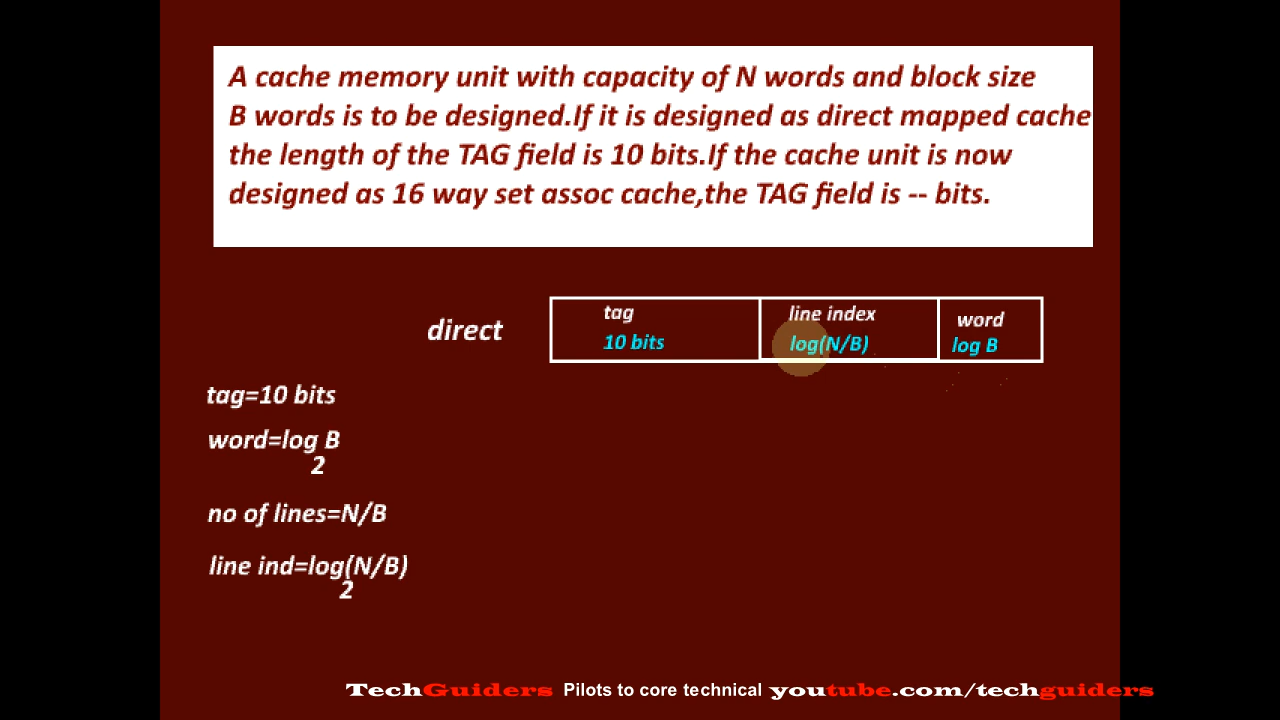 A cache memory unit with capacity of N words and block size
B words is to be designed.If it is designed as direct mapped cache
the length of the TAG field is 10 bits.If the cache unit is now
designed as 16 way set assoc cache,the TAG field is -- bits.
direct
tag
line index
word
10 bits
log(N/B)
log B
tag=10 bits
word=log B
2
no of lines=N/B
line ind=log(N/B)
2
TechGuiders Pilots to core technical youtube.com/techguiders